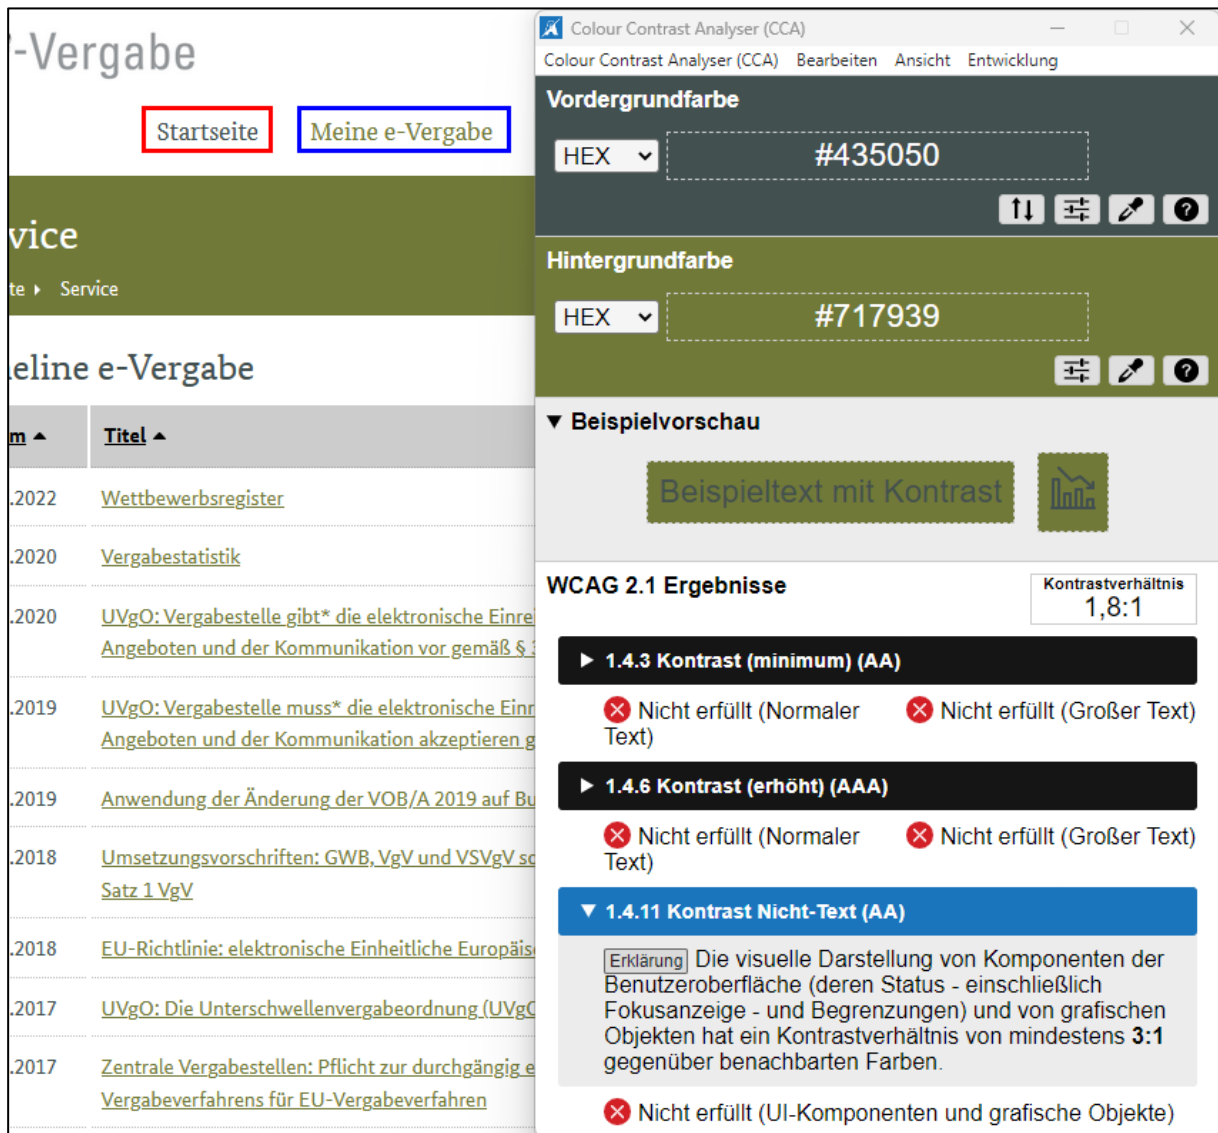 -Vergabe
Startseite
Meine e-Vergabe
vice
te
Service
eline e-Vergabe
m
Titel
.2022
Wettbewerbsregister
.2020
Vergabestatistik
.2020
UVgO: Vergabestelle gibt* die elektronische Einrei
Angeboten und der Kommunikation vor gemäß §
.2019
UVgO: Vergabestelle muss* die elektronische Einr
Angeboten und der Kommunikation akzeptieren g
.2019
Anwendung der Änderung der VOB/A 2019 auf Bu
.2018
Umsetzungsvorschriften: GWB, VgV und VSVgV sc
Satz 1 VgV
.2018
EU-Richtlinie: elektronische Einheitliche Europäis
.2017
UVgO: Die Unterschwellenvergabeordnung (UVgO
.2017
Zentrale Vergabestellen: Pflicht zur durchgängig e
Vergabeverfahrens für EU-Vergabeverfahren
Colour Contrast Analyser (CCA)
Colour Contrast Analyser (CCA) Bearbeiten Ansicht Entwicklung
Vordergrundfarbe
HEX
#435050
Hintergrundfarbe
HEX
#717939
Beispielvorschau
Beispieltext mit Kontrast
WCAG 2.1 Ergebnisse
Kontrastverhältnis
1,8:1
1.4.3 Kontrast (minimum) (AA)
Nicht erfüllt (Normaler
Text)
Nicht erfüllt (Großer Text)
1.4.6 Kontrast (erhöht) (AAA)
Nicht erfüllt (Normaler
Text)
Nicht erfüllt (Großer Text)
1.4.11 Kontrast Nicht-Text (AA)
Erklärung Die visuelle Darstellung von Komponenten der
Benutzeroberfläche (deren Status - einschließlich
Fokusanzeige - und Begrenzungen) und von grafischen
Objekten hat ein Kontrastverhältnis von mindestens 3:1
gegenüber benachbarten Farben.
Nicht erfüllt (UI-Komponenten und grafische Objekte)